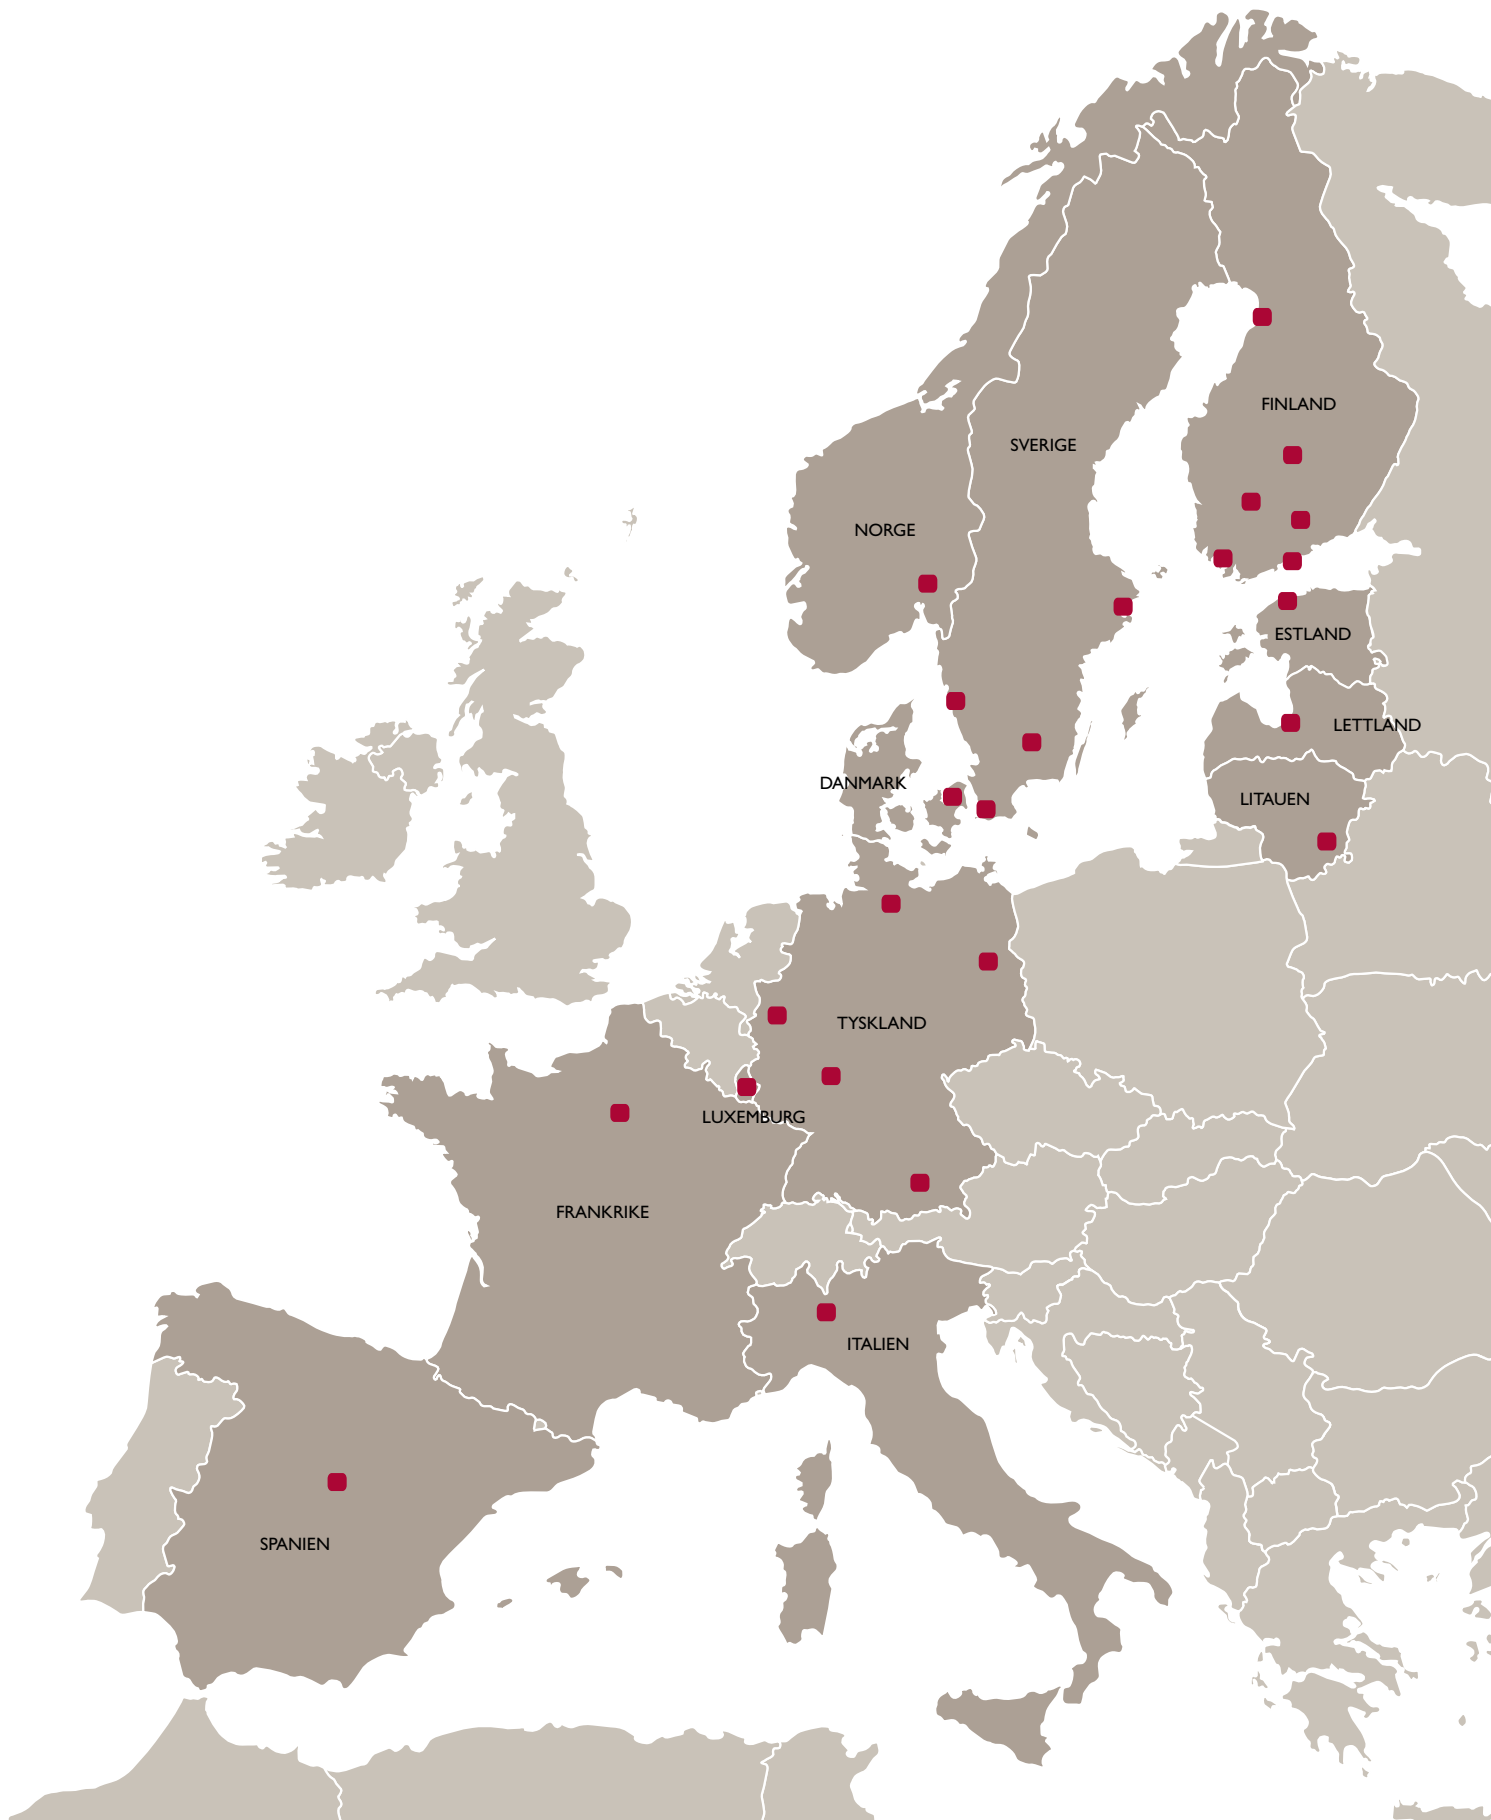 FINLAND
SVERIGE
NORGE
ESTLAND
LETTLAND
DANMARK
LITAUEN
TYSKLAND
LUXEMBURG
FRANKRIKE
ITALIEN
SPANIEN